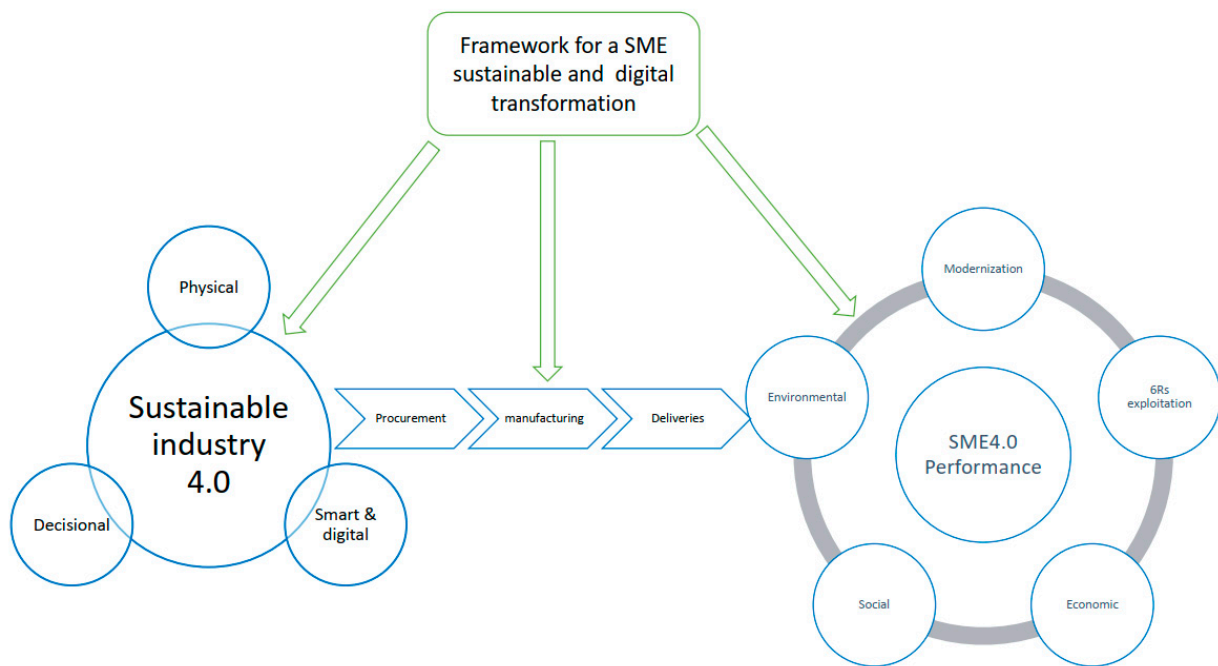 Framework for a SME
sustainable and digital
transformation
Physical
Sustainable
industry
4.0
Decisional
Smart &
digital
Procurement
manufacturing
Deliveries
Modernization
Environmental
6Rs
exploitation
SME4.0
Performance
Social
Economic